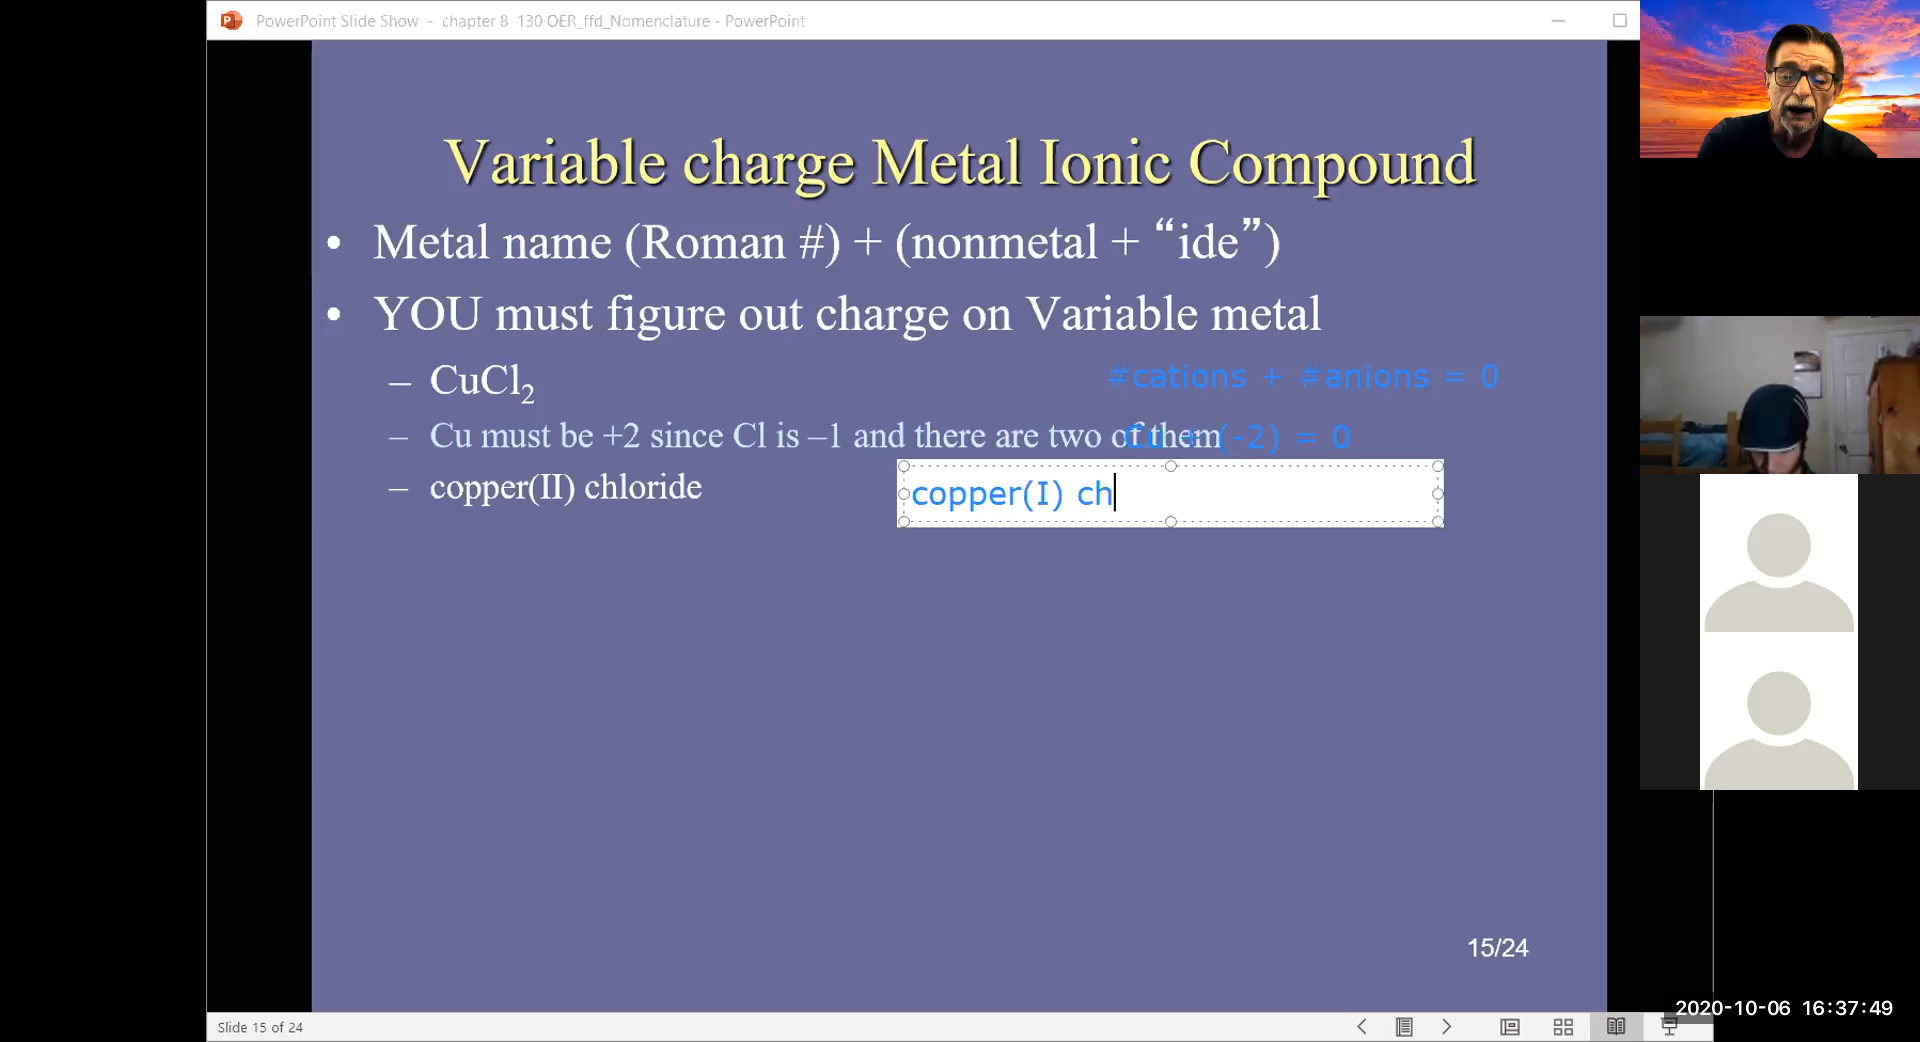 PowerPoint Slide Show - chapter 8 130 OER_ffd_Nomenclature - PowerPoint
Variable charge Metal Ionic Compound
• Metal name (Roman #) + (nonmetal + “ide”)
• YOU must figure out charge on Variable metal
– CuCl₂
#cations + #anions = 0
– Cu must be +2 since Cl is –1 and there are two of them
Cu + (-2) = 0
– copper(II) chloride
copper(I) ch
15/24
2020-10-06 16:37:49
Slide 15 of 24